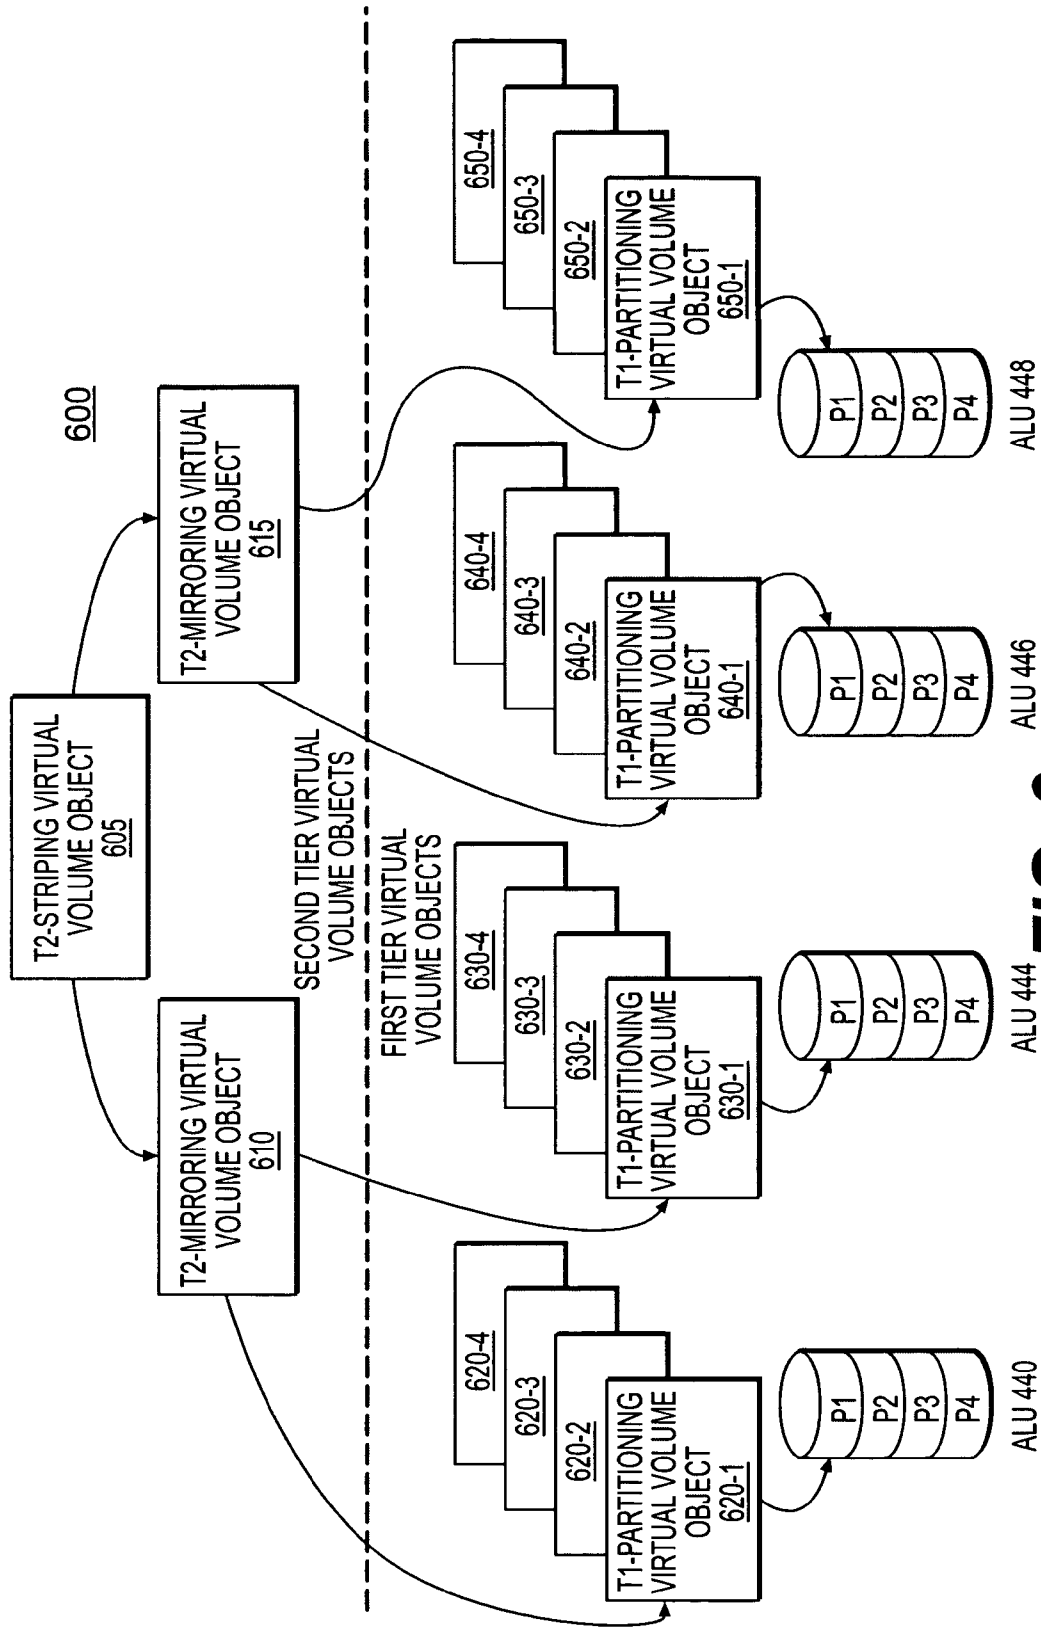 600
T2-STRIPING VIRTUAL
VOLUME OBJECT
605
T2-MIRRORING VIRTUAL
VOLUME OBJECT
610
T2-MIRRORING VIRTUAL
VOLUME OBJECT
615
SECOND TIER VIRTUAL
VOLUME OBJECTS
FIRST TIER VIRTUAL
VOLUME OBJECTS
620-4
620-3
620-2
T1-PARTITIONING
VIRTUAL VOLUME
OBJECT
620-1
630-4
630-3
630-2
T1-PARTITIONING
VIRTUAL VOLUME
OBJECT
630-1
640-4
640-3
640-2
T1-PARTITIONING
VIRTUAL VOLUME
OBJECT
640-1
650-4
650-3
650-2
T1-PARTITIONING
VIRTUAL VOLUME
OBJECT
650-1
P1
P2
P3
P4
ALU 440
P1
P2
P3
P4
ALU 444
P1
P2
P3
P4
ALU 446
P1
P2
P3
P4
ALU 448